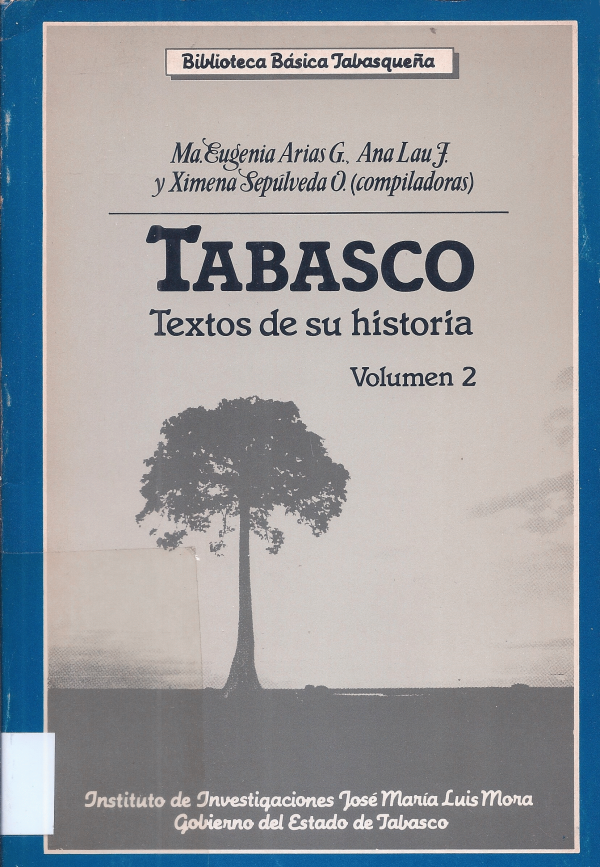 Biblioteca Básica Tabasqueña
Ma. Eugenia Arias G., Ana Lau J.
y Ximena Sepúlveda O. (compiladoras)
TABASCO
Textos de su historia
Volumen 2
Instituto de Investigaciones José María Luis Mora
Gobierno del Estado de Tabasco